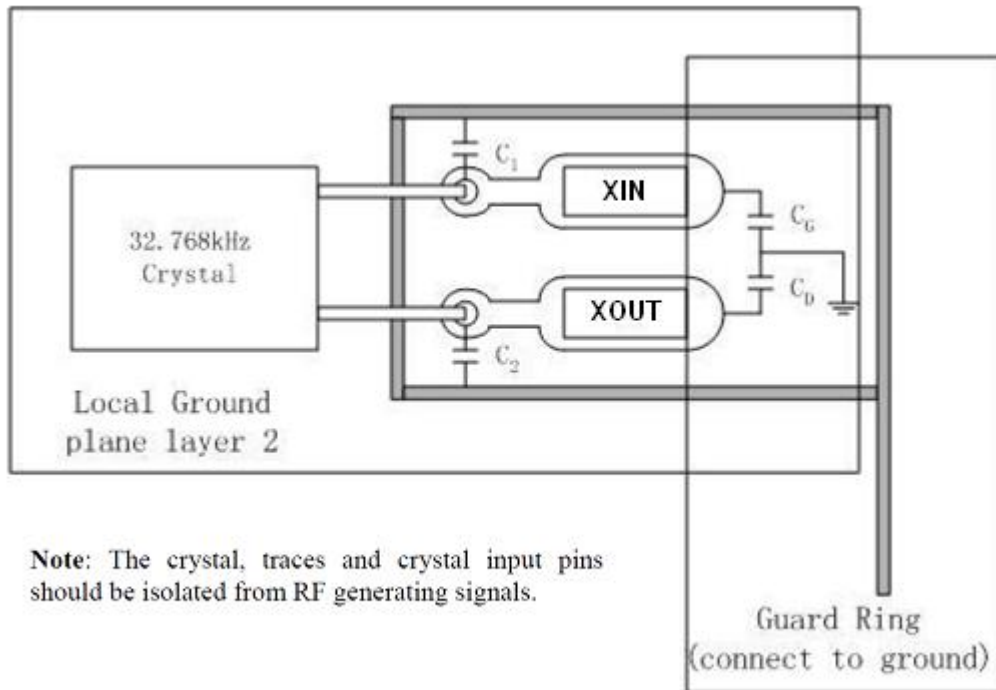 C1
XIN
CG
32.768kHz
Crystal
XOUT
CD
C2
Local Ground
plane layer 2
Note: The crystal, traces and crystal input pins
should be isolated from RF generating signals.
Guard Ring
(connect to ground)